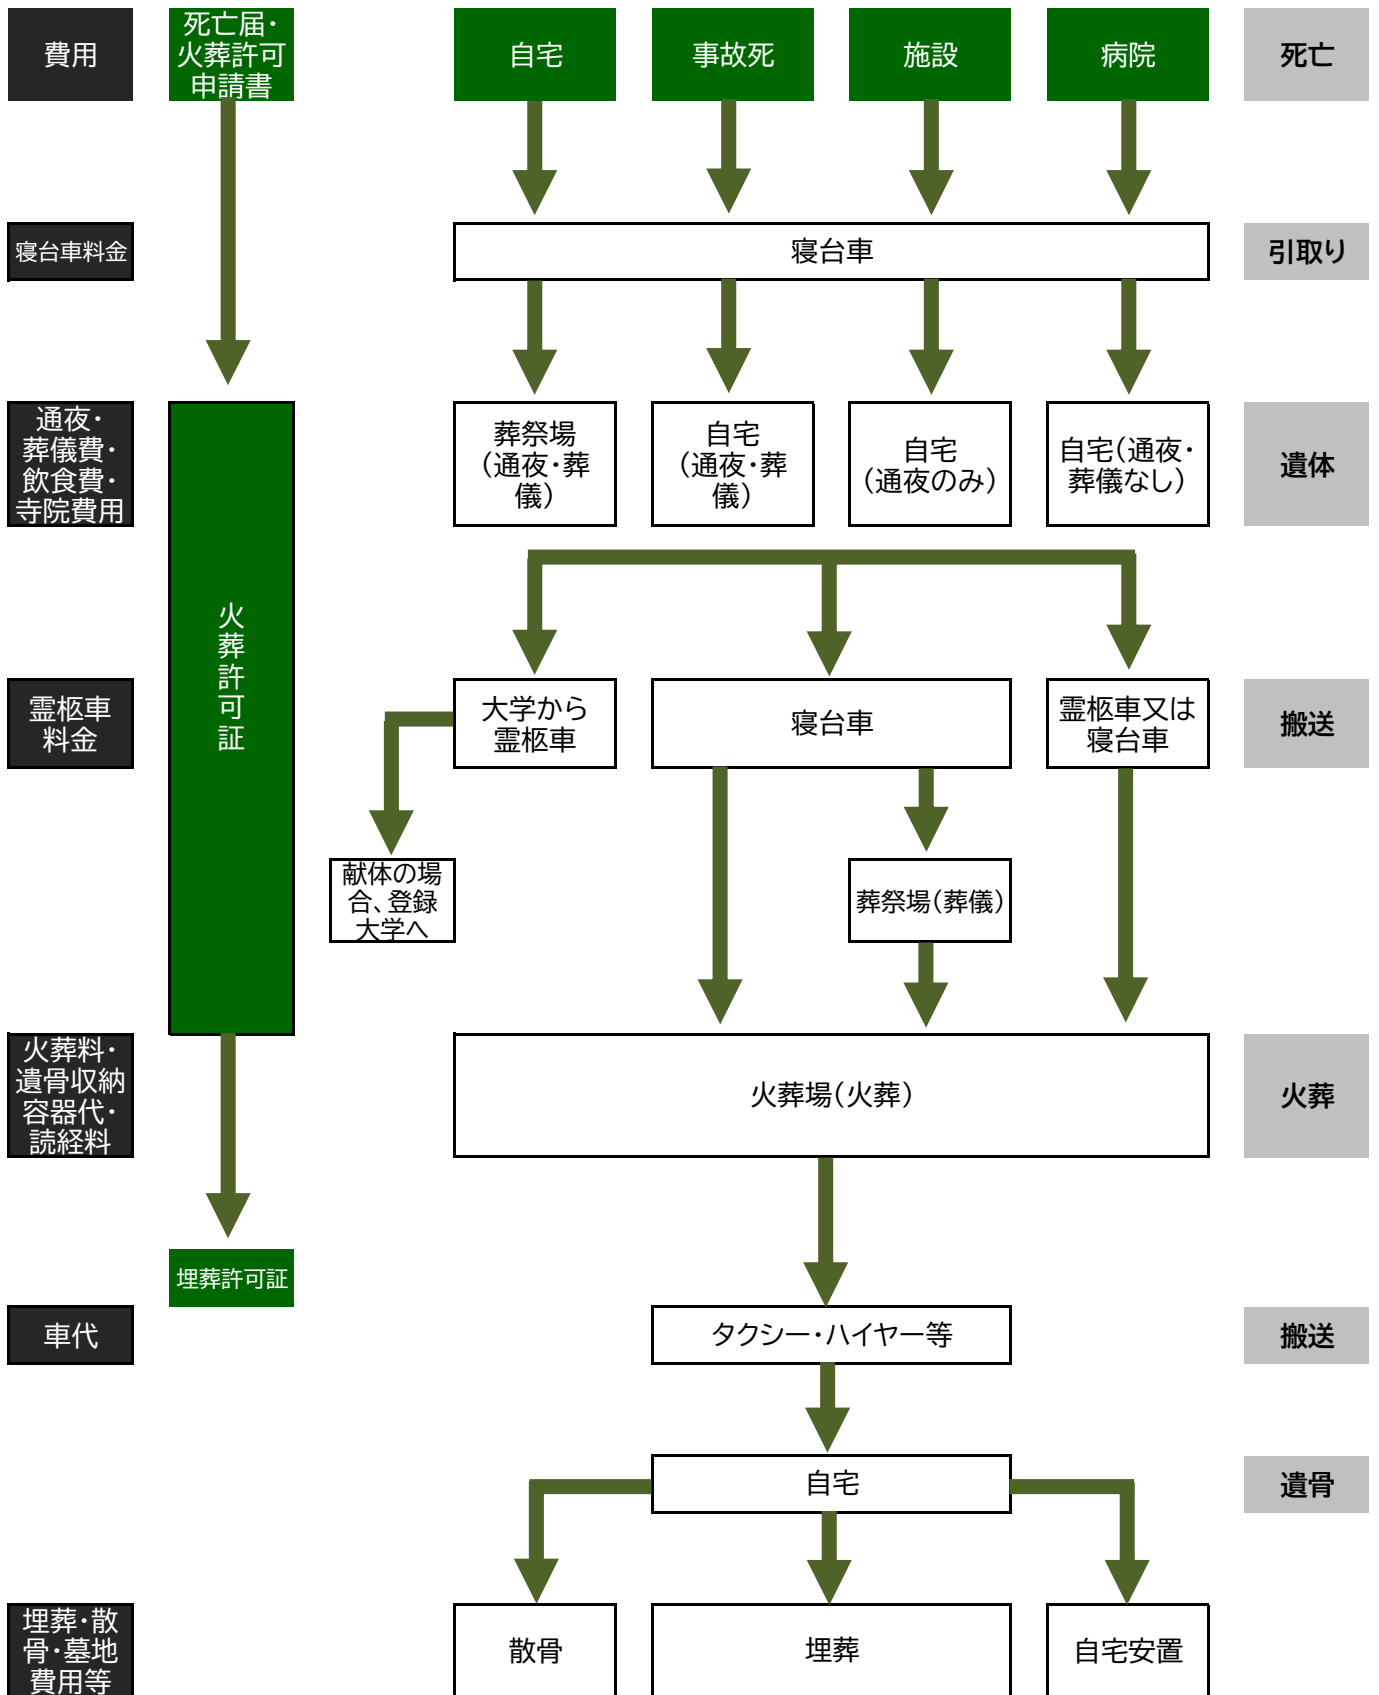 費用
死亡届・
火葬許可
申請書
自宅
事故死
施設
病院
死亡
寝台車料金
寝台車
引取り
通夜・
葬儀費・
飲食費・
寺院費用
火
葬
許
可
証
葬祭場
（通夜・葬
儀）
自宅
（通夜・葬
儀）
自宅
（通夜のみ）
自宅（通夜・
葬儀なし）
遺体
霊柩車
料金
大学から
霊柩車
寝台車
霊柩車又は
寝台車
搬送
献体の場
合、登録
大学へ
葬祭場（葬儀）
火葬料・
遺骨収納
容器代・
読経料
火葬場（火葬）
火葬
埋葬許可証
車代
タクシー・ハイヤー等
搬送
自宅
遺骨
埋葬・散
骨・墓地
費用等
散骨
埋葬
自宅安置